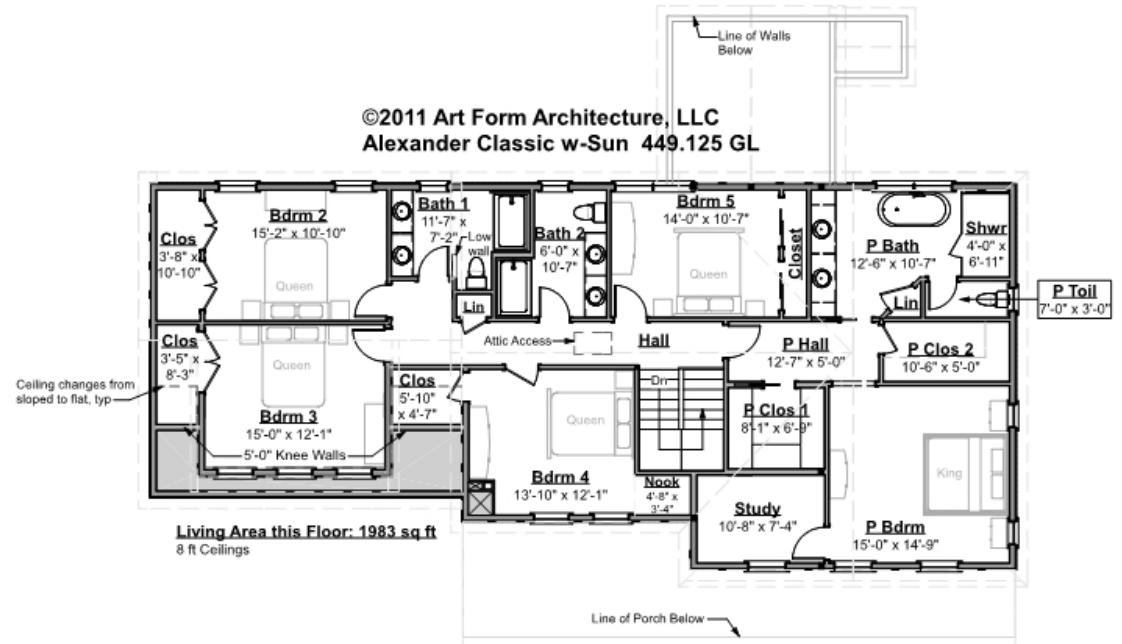 Line of Walls
Below
©2011 Art Form Architecture, LLC
Alexander Classic w-Sun 449.125 GL
Clos
3'-8" x
10'-10"
Bdrm 2
15'-2" x 10'-10"
Queen
Bath 1
11'-7" x
7'-2"
Low
wall
Lin
Bath 2
6'-0" x
10'-7"
Bdrm 5
14'-0" x 10'-7"
Queen
Closet
P Bath
12'-6" x 10'-7"
Shwr
4'-0" x
6'-11"
Lin
P Toil
7'-0" x 3'-0"
Clos
3'-5" x
8'-3"
Queen
Bdrm 3
15'-0" x 12'-1"
Ceiling changes from
sloped to flat, typ
5'-0" Knee Walls
Clos
5'-10"
x 4'-7"
Attic Access
Hall
P Hall
12'-7" x 5'-0"
P Clos 2
10'-6" x 5'-0"
Dn
P Clos 1
8'-1" x 6'-9"
Queen
Bdrm 4
13'-10" x 12'-1"
Nook
4'-8" x
3'-4"
Study
10'-8" x 7'-4"
King
P Bdrm
15'-0" x 14'-9"
Living Area this Floor: 1983 sq ft
8 ft Ceilings
Line of Porch Below